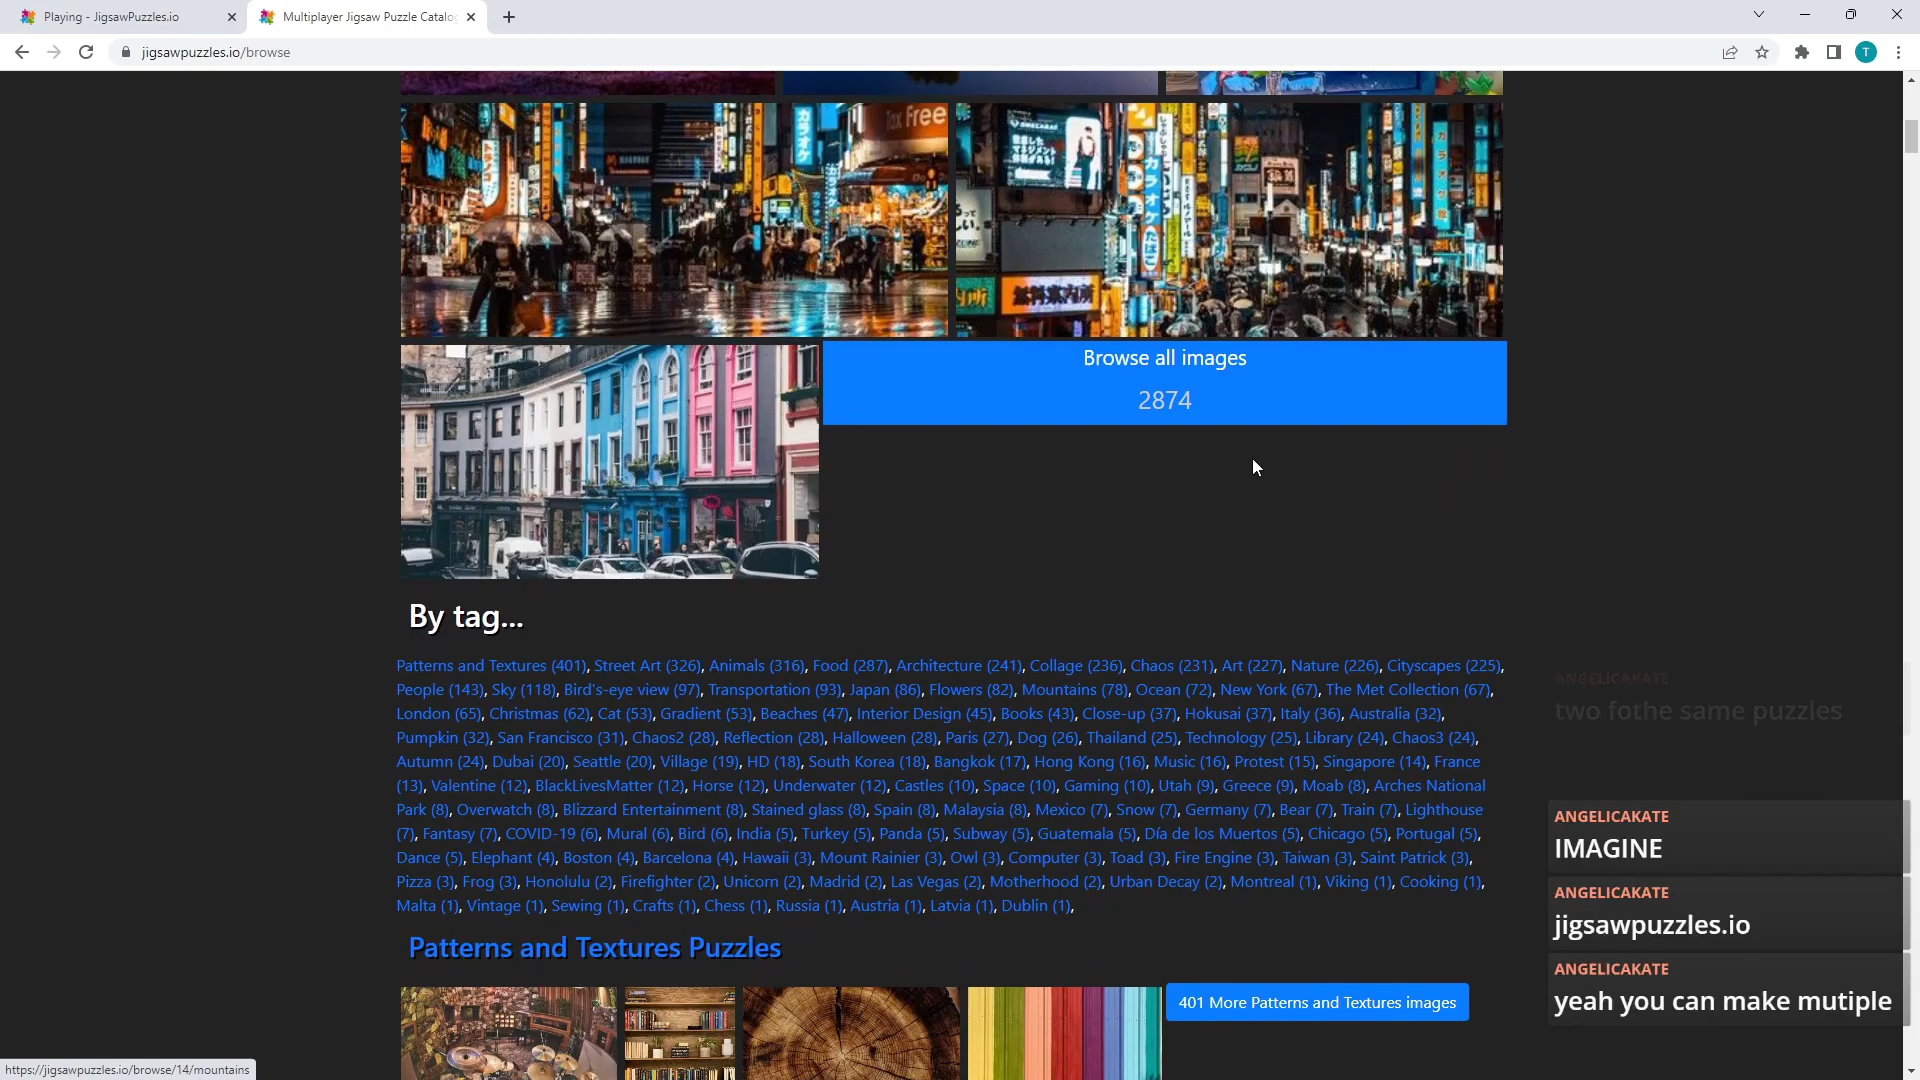 Playing - JigsawPuzzles.io
Multiplayer Jigsaw Puzzle Catalo
jigsawpuzzles.io/browse
T
Tax Free
Browse all images
2874
By tag...
Patterns and Textures (401), Street Art (326), Animals (316), Food (287), Architecture (241), Collage (236), Chaos (231), Art (227), Nature (226), Cityscapes (225),
People (143), Sky (118), Bird's-eye view (97), Transportation (93), Japan (86), Flowers (82), Mountains (78), Ocean (72), New York (67), The Met Collection (67),
London (65), Christmas (62), Cat (53), Gradient (53), Beaches (47), Interior Design (45), Books (43), Close-up (37), Hokusai (37), Italy (36), Australia (32),
Pumpkin (32), San Francisco (31), Chaos2 (28), Reflection (28), Halloween (28), Paris (27), Dog (26), Thailand (25), Technology (25), Library (24), Chaos3 (24),
Autumn (24), Dubai (20), Seattle (20), Village (19), HD (18), South Korea (18), Bangkok (17), Hong Kong (16), Music (16), Protest (15), Singapore (14), France
(13), Valentine (12), BlackLivesMatter (12), Horse (12), Underwater (12), Castles (10), Space (10), Gaming (10), Utah (9), Greece (9), Moab (8), Arches National
Park (8), Overwatch (8), Blizzard Entertainment (8), Stained glass (8), Spain (8), Malaysia (8), Mexico (7), Snow (7), Germany (7), Bear (7), Train (7), Lighthouse
(7), Fantasy (7), COVID-19 (6), Mural (6), Bird (6), India (5), Turkey (5), Panda (5), Subway (5), Guatemala (5), Día de los Muertos (5), Chicago (5), Portugal (5),
Dance (5), Elephant (4), Boston (4), Barcelona (4), Hawaii (3), Mount Rainier (3), Owl (3), Computer (3), Toad (3), Fire Engine (3), Taiwan (3), Saint Patrick (3),
Pizza (3), Frog (3), Honolulu (2), Firefighter (2), Unicorn (2), Madrid (2), Las Vegas (2), Motherhood (2), Urban Decay (2), Montreal (1), Viking (1), Cooking (1),
Malta (1), Vintage (1), Sewing (1), Crafts (1), Chess (1), Russia (1), Austria (1), Latvia (1), Dublin (1),
Patterns and Textures Puzzles
401 More Patterns and Textures images
ANGELICAKATE
two fothe same puzzles
ANGELICAKATE
IMAGINE
ANGELICAKATE
jigsawpuzzles.io
ANGELICAKATE
yeah you can make mutiple
https://jigsawpuzzles.io/browse/14/mountains